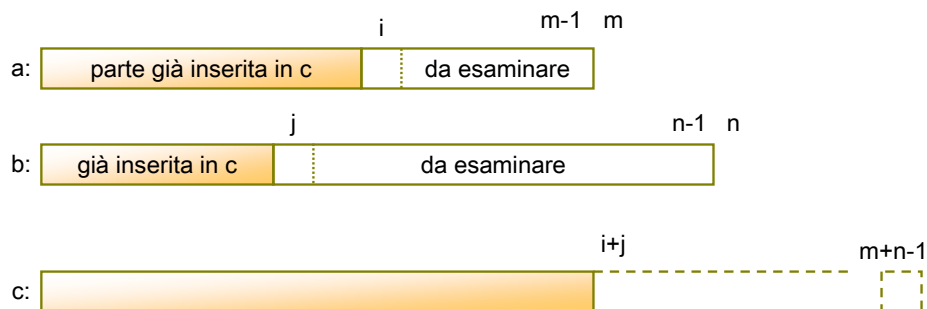 i m-1 m
a: parte già inserita in c da esaminare
j n-1 n
b: già inserita in c da esaminare
i+j m+n-1
c: